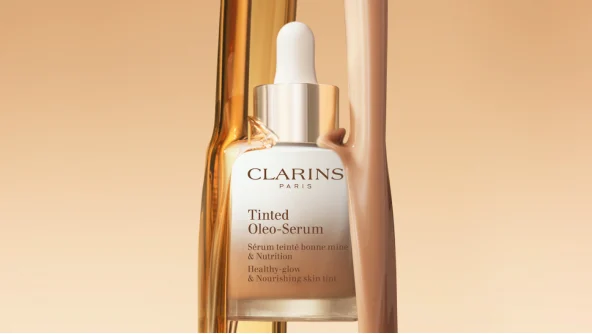 CLARINS
PARIS
Tinted
Oleo-Serum
Sérum teinté bonne mine
& Nutrition
Healthy-glow
& Nourishing skin tint